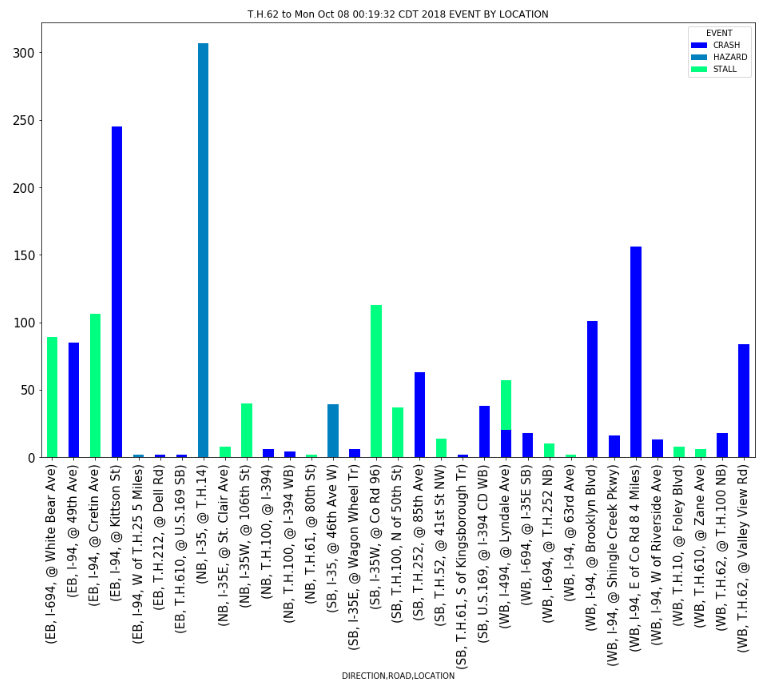 T.H.62 to Mon Oct 08 00:19:32 CDT 2018 EVENT BY LOCATION
EVENT
CRASH
HAZARD
STALL
300
250
200
150
100
50
0
(EB, I-694, @ White Bear Ave)
(EB, I-94, @ 49th Ave)
(EB, I-94, @ Cretin Ave)
(EB, I-94, @ Kittson St)
(EB, I-94, W of T.H.25 5 Miles)
(EB, T.H.212, @ Dell Rd)
(EB, T.H.610, @ U.S.169 SB)
(NB, I-35, @ T.H.14)
(NB, I-35E, @ St. Clair Ave)
(NB, I-35W, @ 106th St)
(NB, T.H.100, @ I-394)
(NB, T.H.100, @ I-394 WB)
(NB, T.H.61, @ 80th St)
(SB, I-35, @ 46th Ave W)
(SB, I-35E, @ Wagon Wheel Tr)
(SB, I-35W, @ Co Rd 96)
(SB, T.H.100, N of 50th St)
(SB, T.H.252, @ 85th Ave)
(SB, T.H.52, @ 41st St NW)
(SB, T.H.61, S of Kingsborough Tr)
(SB, U.S.169, @ I-394 CD WB)
(WB, I-494, @ Lyndale Ave)
(WB, I-694, @ I-35E SB)
(WB, I-694, @ T.H.252 NB)
(WB, I-94, @ 63rd Ave)
(WB, I-94, @ Brooklyn Blvd)
(WB, I-94, @ Shingle Creek Pkwy)
(WB, I-94, E of Co Rd 8 4 Miles)
(WB, I-94, W of Riverside Ave)
(WB, T.H.10, @ Foley Blvd)
(WB, T.H.610, @ Zane Ave)
(WB, T.H.62, @ T.H.100 NB)
(WB, T.H.62, @ Valley View Rd)
DIRECTION,ROAD,LOCATION